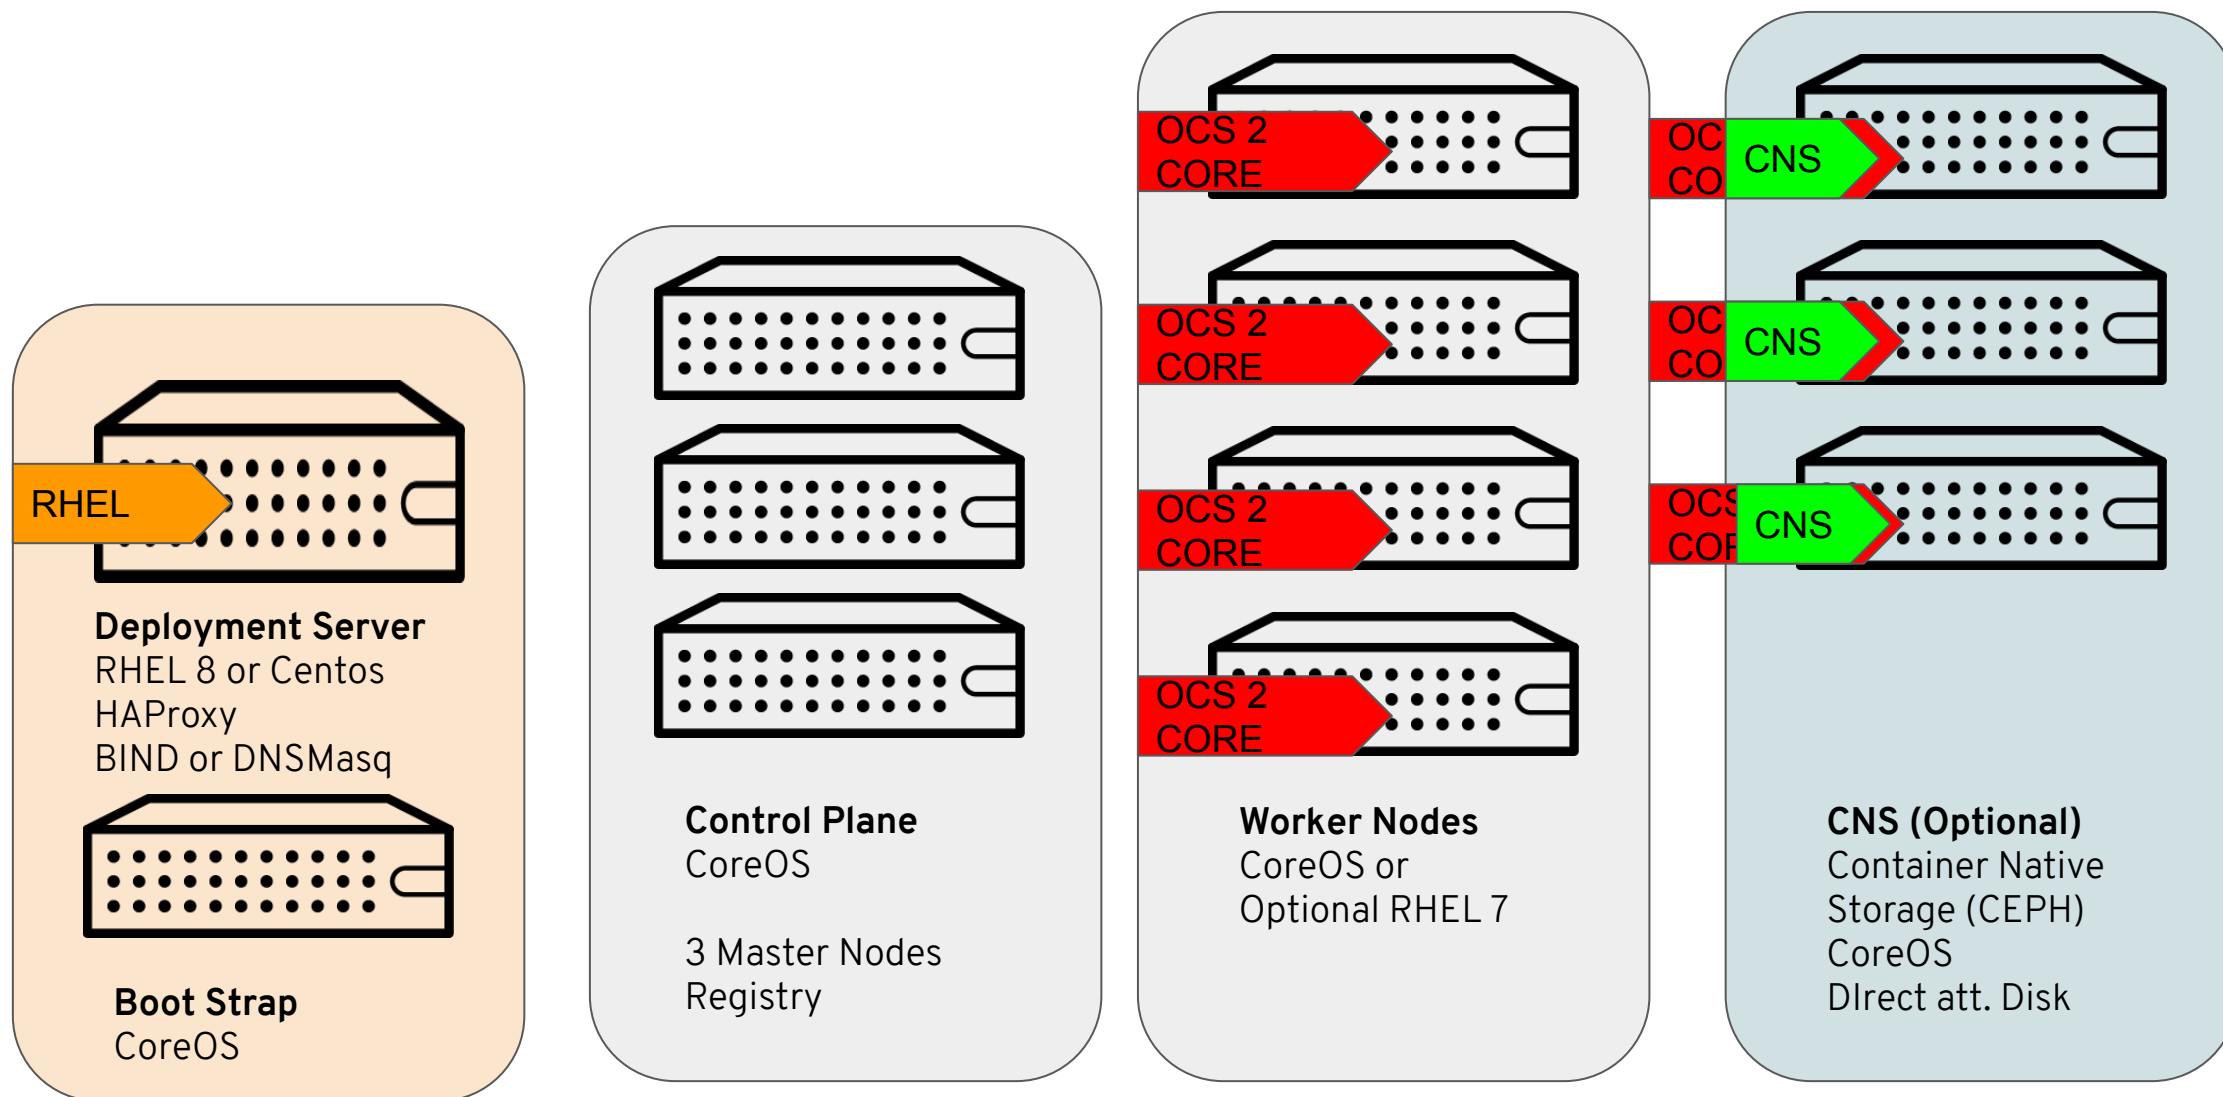 RHEL
Deployment Server
RHEL 8 or Centos
HAProxy
BIND or DNSMasq
Boot Strap
CoreOS
Control Plane
CoreOS
3 Master Nodes
Registry
OCS 2
CORE
OCS 2
CORE
OCS 2
CORE
OCS 2
CORE
Worker Nodes
CoreOS or
Optional RHEL 7
OC
CO
CNS
OC
CO
CNS
OCS
COR
CNS
CNS (Optional)
Container Native
Storage (CEPH)
CoreOS
DIrect att. Disk